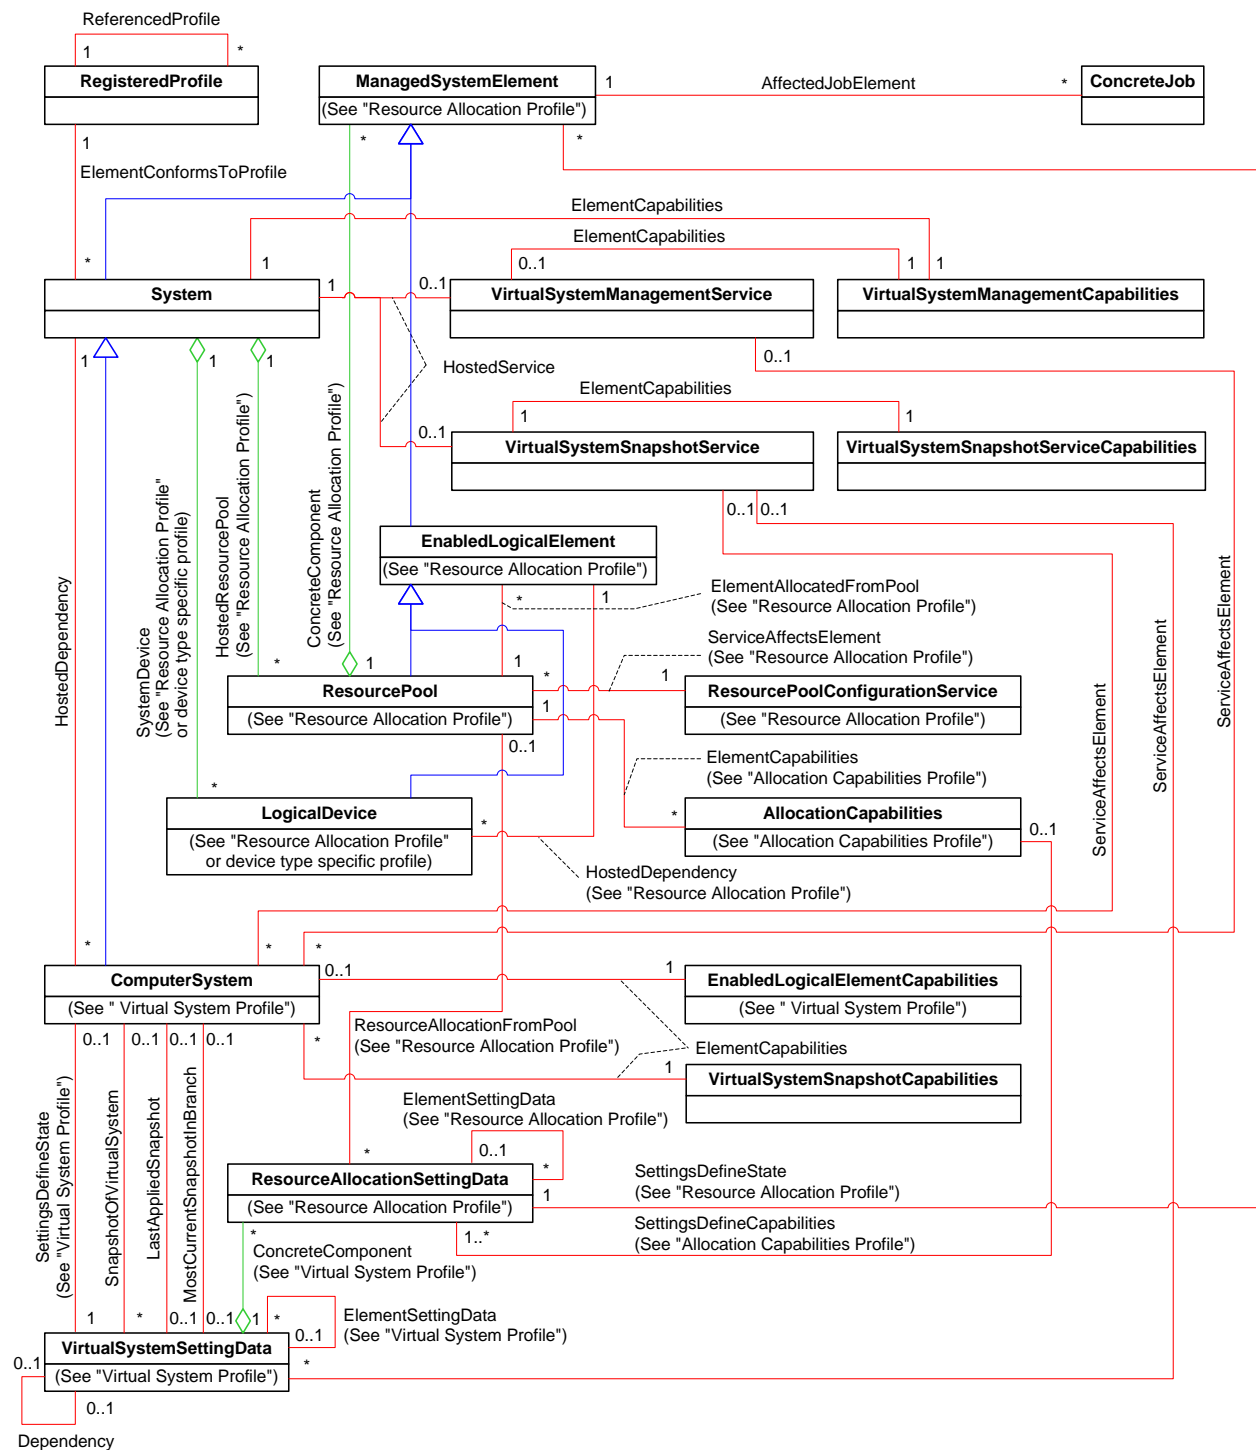 ReferencedProfile
1
*
RegisteredProfile
ManagedSystemElement
(See "Resource Allocation Profile")
1
AffectedJobElement
*
ConcreteJob
1
*
*
ElementConformsToProfile
ElementCapabilities
ElementCapabilities
*
1
0..1
1
1
System
1
0..1
VirtualSystemManagementService
VirtualSystemManagementCapabilities
1
1
1
0..1
HostedService
ElementCapabilities
1
1
0..1
VirtualSystemSnapshotService
VirtualSystemSnapshotServiceCapabilities
0..1
0..1
HostedDependency
SystemDevice
(See "Resource Allocation Profile"
or device type specific profile)
HostedResourcePool
(See "Resource Allocation Profile")
ConcreteComponent
(See "Resource Allocation Profile")
ServiceAffectsElement
ServiceAffectsElement
ServiceAffectsElement
EnabledLogicalElement
(See "Resource Allocation Profile")
*
1
ElementAllocatedFromPool
(See "Resource Allocation Profile")
ServiceAffectsElement
(See "Resource Allocation Profile")
*
1
1
*
1
ResourcePool
(See "Resource Allocation Profile")
ResourcePoolConfigurationService
(See "Resource Allocation Profile")
1
0..1
ElementCapabilities
(See "Allocation Capabilities Profile")
*
LogicalDevice
(See "Resource Allocation Profile"
or device type specific profile)
*
*
AllocationCapabilities
(See "Allocation Capabilities Profile")
0..1
HostedDependency
(See "Resource Allocation Profile")
*
*
*
ComputerSystem
(See " Virtual System Profile")
0..1
1
EnabledLogicalElementCapabilities
(See " Virtual System Profile")
0..1
0..1
0..1
0..1
*
ResourceAllocationFromPool
(See "Resource Allocation Profile")
ElementCapabilities
1
VirtualSystemSnapshotCapabilities
SettingsDefineState
(See "Virtual System Profile")
SnapshotOfVirtualSystem
LastAppliedSnapshot
MostCurrentSnapshotInBranch
ElementSettingData
(See "Resource Allocation Profile")
0..1
*
*
ResourceAllocationSettingData
(See "Resource Allocation Profile")
1
SettingsDefineState
(See "Resource Allocation Profile")
*
1..*
SettingsDefineCapabilities
(See "Allocation Capabilities Profile")
ConcreteComponent
(See "Virtual System Profile")
1
*
0..1
0..1
1
*
0..1
ElementSettingData
(See "Virtual System Profile")
VirtualSystemSettingData
(See "Virtual System Profile")
0..1
*
0..1
Dependency